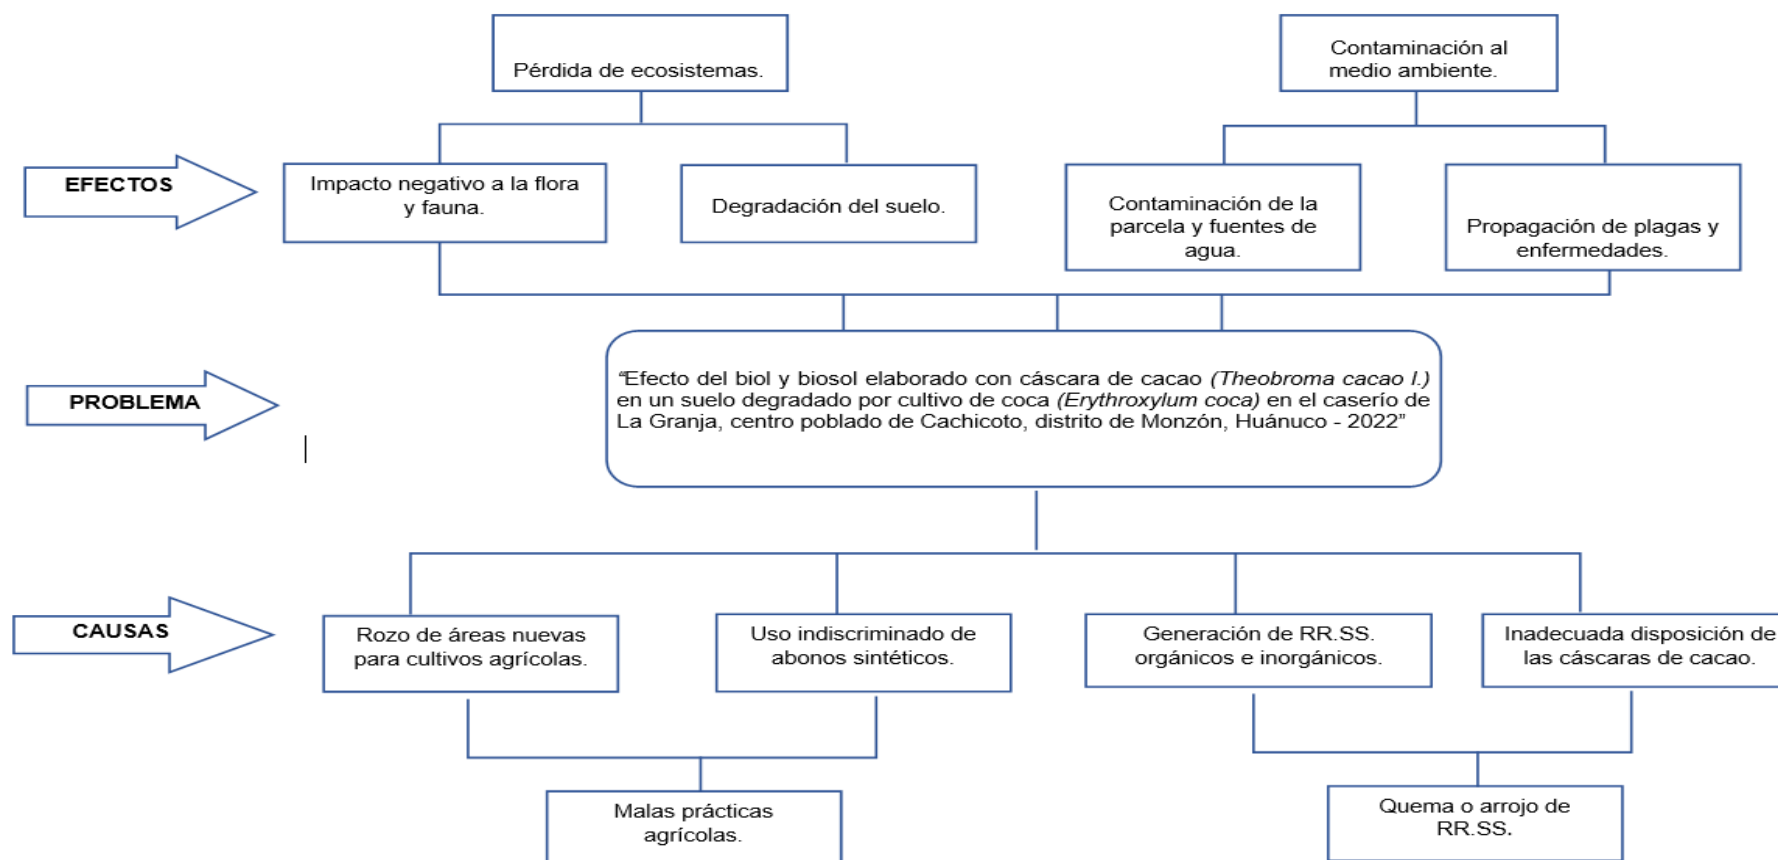 Pérdida de ecosistemas.
Contaminación al
medio ambiente.
EFECTOS
Impacto negativo a la flora
y fauna.
Degradación del suelo.
Contaminación de la
parcela y fuentes de
agua.
Propagación de plagas y
enfermedades.
PROBLEMA
“Efecto del biol y biosol elaborado con cáscara de cacao (Theobroma cacao l.)
en un suelo degradado por cultivo de coca (Erythroxylum coca) en el caserío de
La Granja, centro poblado de Cachicoto, distrito de Monzón, Huánuco - 2022”
CAUSAS
Rozo de áreas nuevas
para cultivos agrícolas.
Uso indiscriminado de
abonos sintéticos.
Generación de RR.SS.
orgánicos e inorgánicos.
Inadecuada disposición de
las cáscaras de cacao.
Malas prácticas
agrícolas.
Quema o arrojo de
RR.SS.